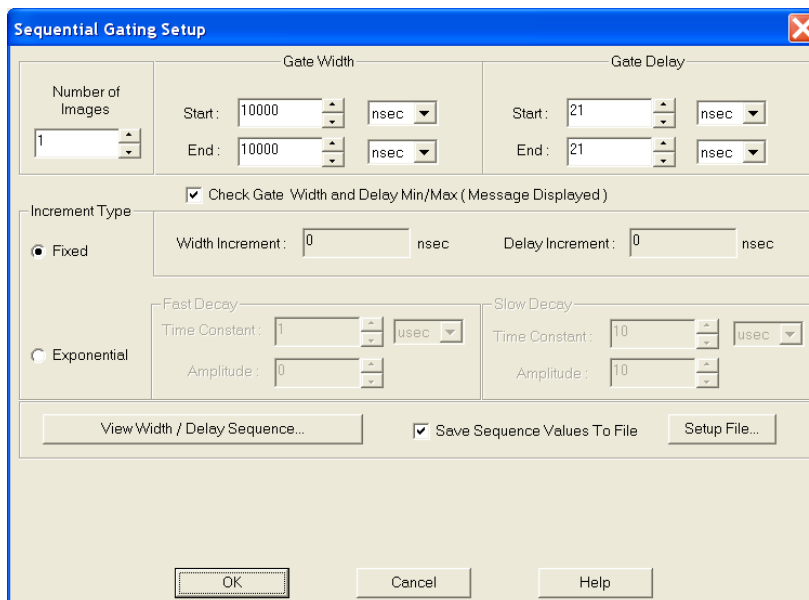 Sequential Gating Setup
Gate Width
Gate Delay
Number of
Images
1
Start : 10000 nsec
End : 10000 nsec
Start : 21 nsec
End : 21 nsec
Check Gate Width and Delay Min/Max ( Message Displayed )
Increment Type
Fixed
Width Increment : 0 nsec
Delay Increment : 0 nsec
Exponential
Fast Decay
Time Constant : 1 usec
Amplitude : 0
Slow Decay
Time Constant : 10 usec
Amplitude : 10
View Width / Delay Sequence...
Save Sequence Values To File
Setup File...
OK
Cancel
Help